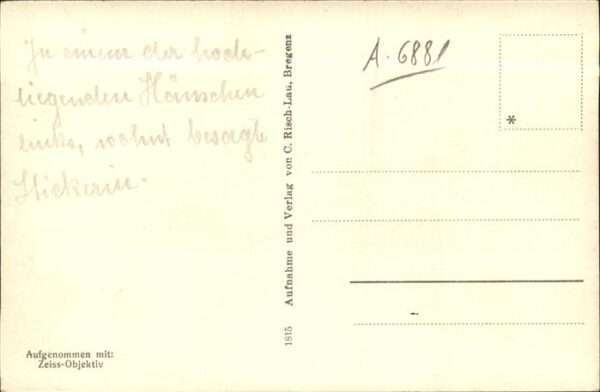 In einem der hoch-
liegenden Häuschen
links, wohnt besagte
Stickerin.
A. 6881
*
1815 Aufnahme und Verlag von C. Risch-Lau, Bregenz
Aufgenommen mit:
Zeiss-Objektiv